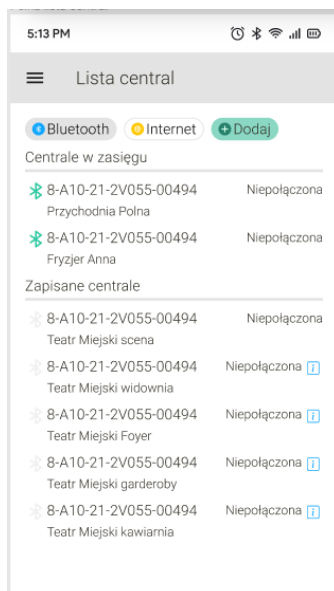 5:13 PM
Lista central
Bluetooth Internet Dodaj
Centrale w zasięgu
8-A10-21-2V055-00494 Niepołączona
Przychodnia Polna
8-A10-21-2V055-00494 Niepołączona
Fryzjer Anna
Zapisane centrale
8-A10-21-2V055-00494 Niepołączona
Teatr Miejski scena
8-A10-21-2V055-00494 Niepołączona i
Teatr Miejski widownia
8-A10-21-2V055-00494 Niepołączona i
Teatr Miejski Foyer
8-A10-21-2V055-00494 Niepołączona i
Teatr Miejski garderoby
8-A10-21-2V055-00494 Niepołączona i
Teatr Miejski kawiarnia